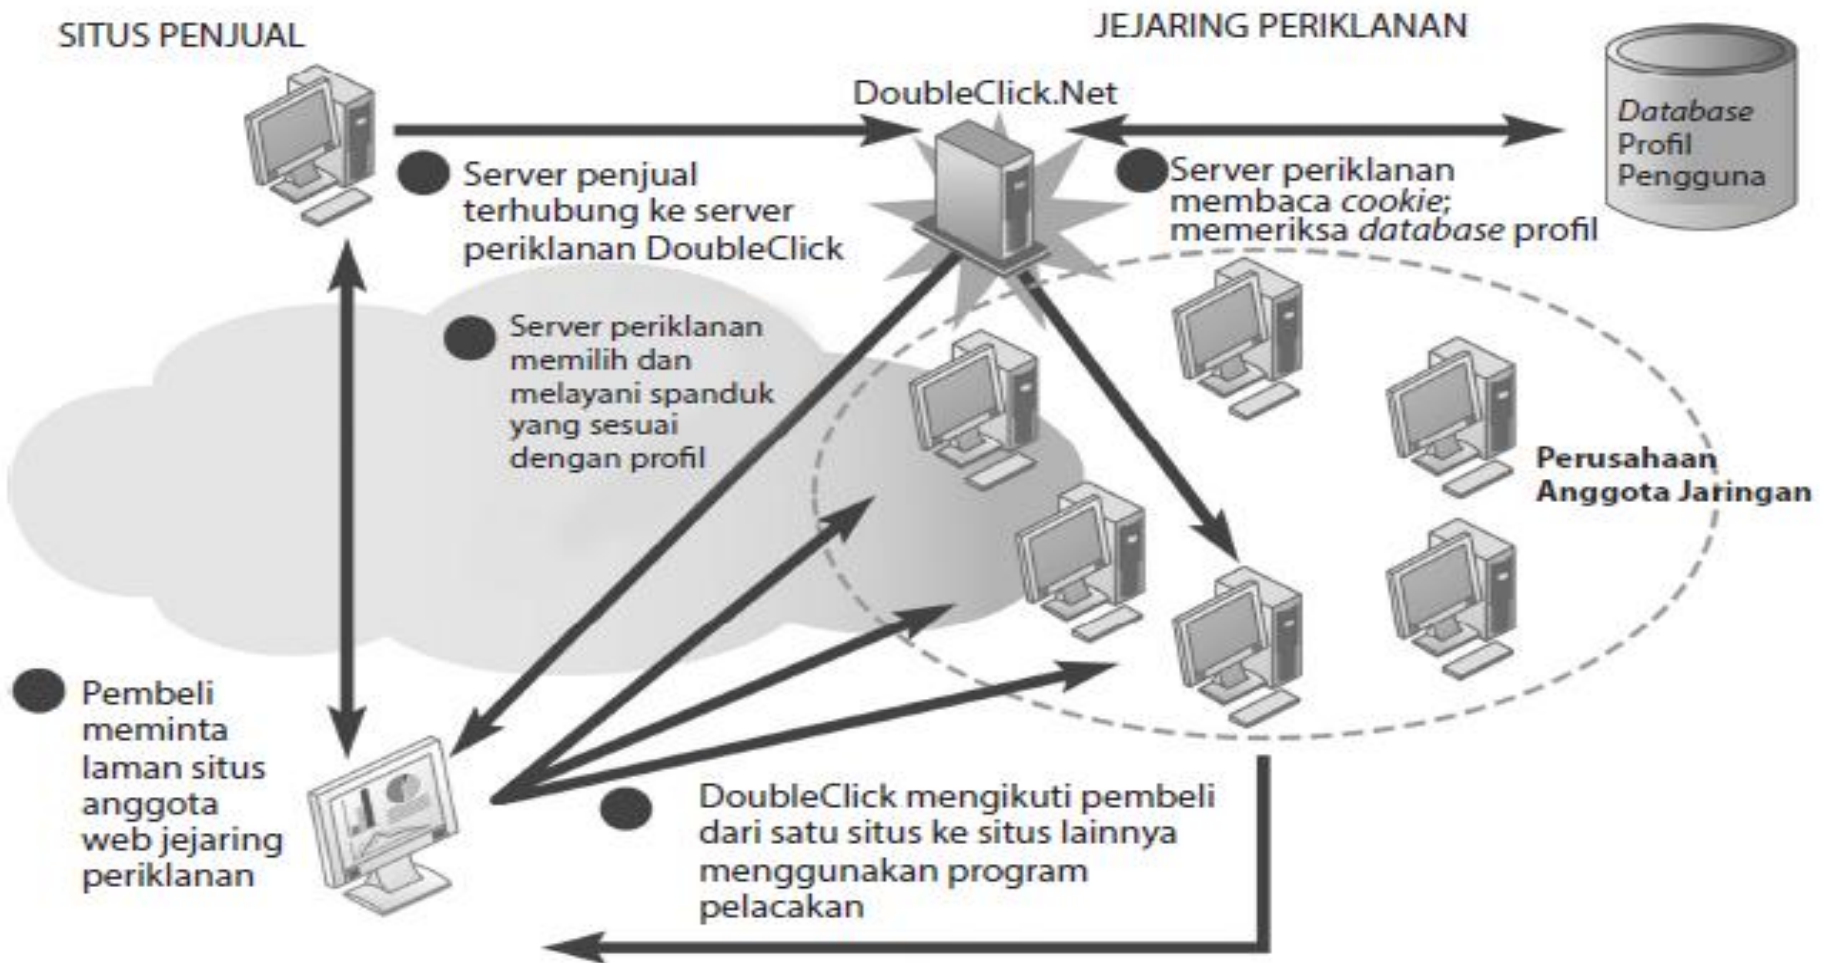 SITUS PENJUAL
JEJARING PERIKLANAN
DoubleClick.Net
Database
Profil
Pengguna
Server penjual
terhubung ke server
periklanan DoubleClick
Server periklanan
membaca cookie;
memeriksa database profil
Server periklanan
memilih dan
melayani spanduk
yang sesuai
dengan profil
Perusahaan
Anggota Jaringan
Pembeli
meminta
laman situs
anggota
web jejaring
periklanan
DoubleClick mengikuti pembeli
dari satu situs ke situs lainnya
menggunakan program
pelacakan